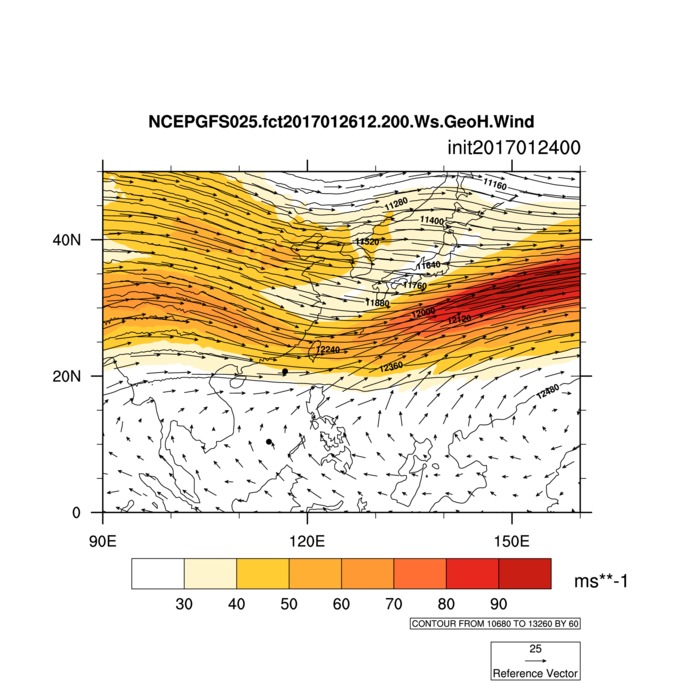 NCEPGFS025.fct2017012612.200.Ws.GeoH.Wind
init2017012400
11160
11280
11400
40N
11520
11640
11760
11880
12000
12120
12240
12360
20N
12480
0
90E 120E 150E
ms**-1
30 40 50 60 70 80 90
CONTOUR FROM 10680 TO 13260 BY 60
25
Reference Vector